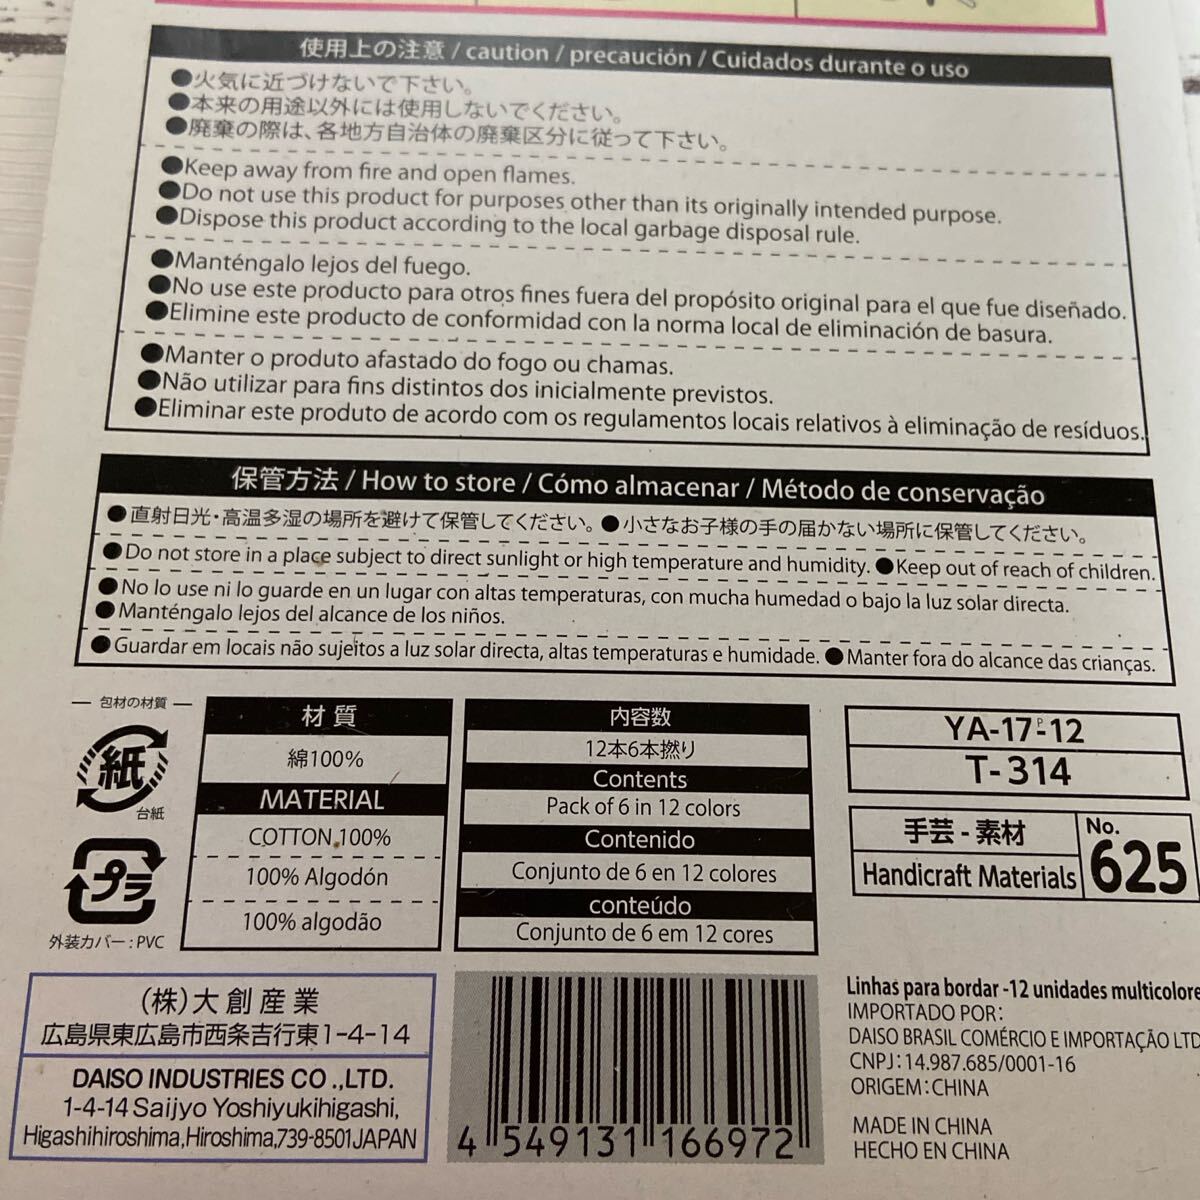 使用上の注意 / caution / precaución / Cuidados durante o uso
●火気に近づけないで下さい。
●本来の用途以外には使用しないでください。
●廃棄の際は、各地方自治体の廃棄区分に従って下さい。
●Keep away from fire and open flames.
●Do not use this product for purposes other than its originally intended purpose.
●Dispose this product according to the local garbage disposal rule.
●Manténgalo lejos del fuego.
●No use este producto para otros fines fuera del propósito original para el que fue diseñado.
●Elimine este producto de conformidad con la norma local de eliminación de basura.
●Manter o produto afastado do fogo ou chamas.
●Não utilizar para fins distintos dos inicialmente previstos.
●Eliminar este produto de acordo com os regulamentos locais relativos à eliminação de resíduos.
保管方法 / How to store / Cómo almacenar / Método de conservação
●直射日光・高温多湿の場所を避けて保管してください。●小さなお子様の手の届かない場所に保管してください。
●Do not store in a place subject to direct sunlight or high temperature and humidity. ●Keep out of reach of children.
●No lo use ni lo guarde en un lugar con altas temperaturas, con mucha humedad o bajo la luz solar directa.
●Manténgalo lejos del alcance de los niños.
●Guardar em locais não sujeitos a luz solar directa, altas temperaturas e humidade. ●Manter fora do alcance das crianças.
包材の材質
紙
台紙
プラ
外装カバー:PVC
材質
綿100%
MATERIAL
COTTON 100%
100% Algodón
100% algodão
内容数
12本6本撚り
Contents
Pack of 6 in 12 colors
Contenido
Conjunto de 6 en 12 colores
conteúdo
Conjunto de 6 em 12 cores
YA-17-P-12
T-314
手芸-素材
Handicraft Materials
No.
625
(株)大創産業
広島県東広島市西条吉行東1-4-14
DAISO INDUSTRIES CO .,LTD.
1-4-14 Saijyo Yoshiyukihigashi,
Higashihiroshima,Hiroshima,739-8501 JAPAN
4 549131 166972
Linhas para bordar -12 unidades multicolore
IMPORTADO POR:
DAISO BRASIL COMÉRCIO E IMPORTAÇÃO LTD
CNPJ: 14.987.685/0001-16
ORIGEM: CHINA
MADE IN CHINA
HECHO EN CHINA